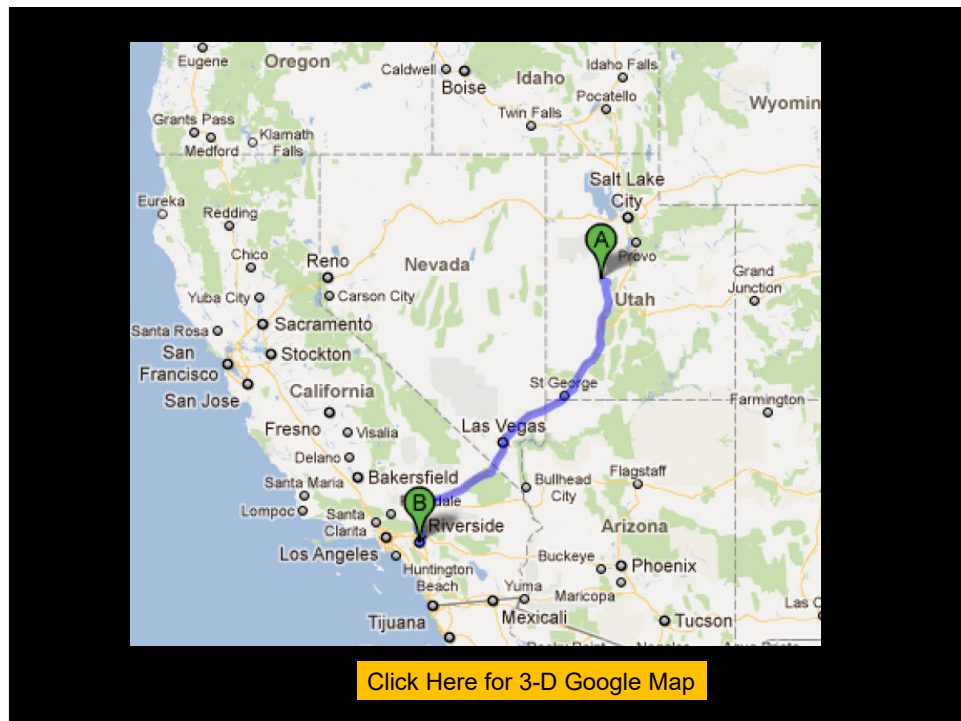 Eugene
Oregon
Caldwell
Boise
Idaho
Idaho Falls
Pocatello
Twin Falls
Grants Pass
Medford
Klamath
Falls
Salt Lake
City
Eureka
Redding
A
Provo
Chico
Reno
Nevada
Grand
Junction
Utah
Yuba City
Carson City
Santa Rosa
Sacramento
San
Francisco
Stockton
San Jose
California
St George
Farmington
Fresno
Visalia
Las Vegas
Delano
Bakersfield
Santa Maria
Lompoc
Bullhead
City
Flagstaff
B
Santa
Clarita
Riverside
Arizona
Los Angeles
Huntington
Beach
Buckeye
Phoenix
Yuma
Maricopa
Tijuana
Mexicali
Tucson
Click Here for 3-D Google Map